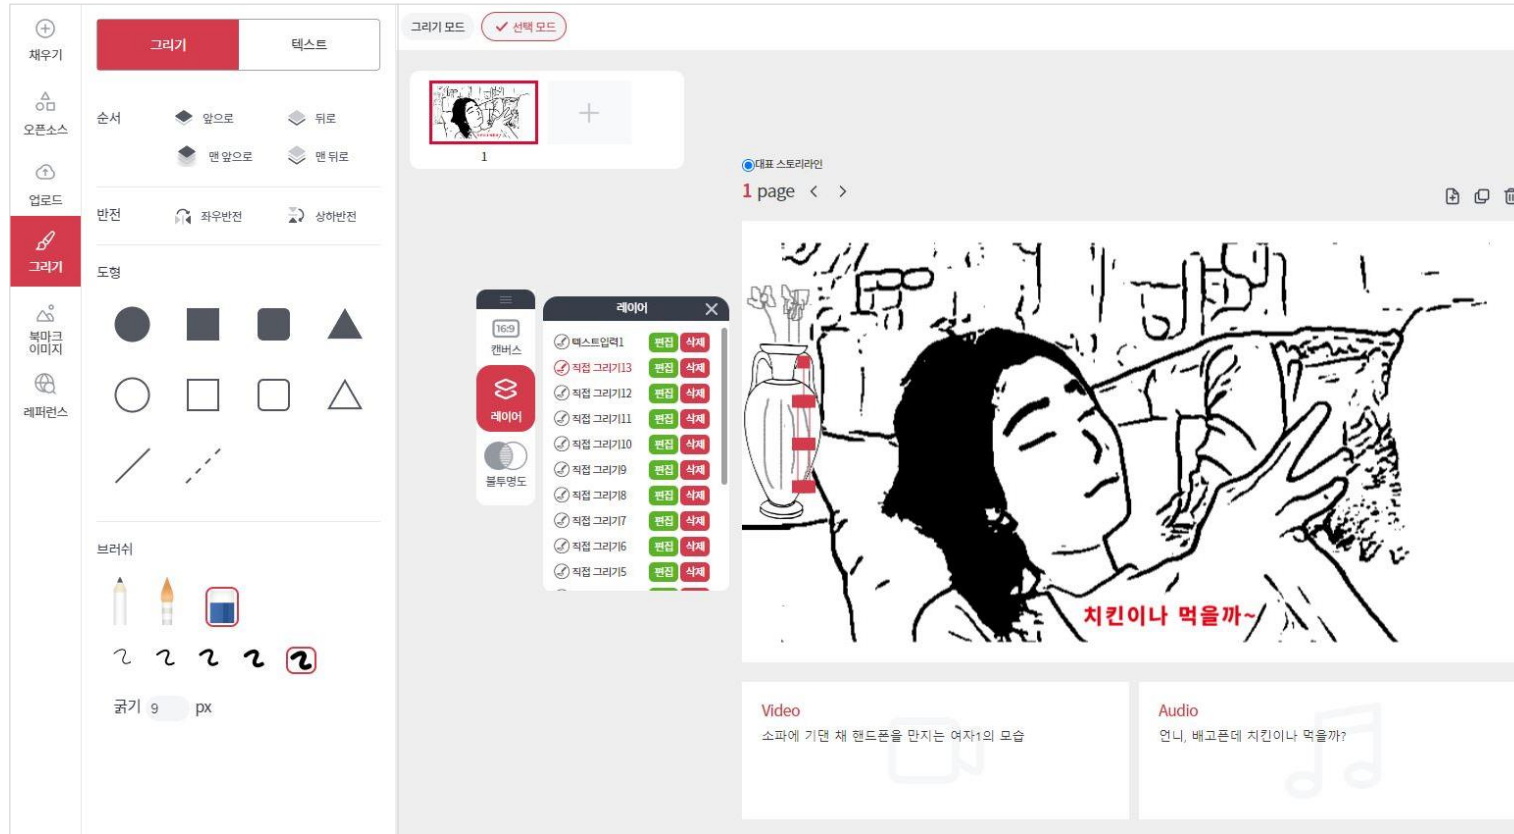 채우기
오픈소스
업로드
그리기
북마크
이미지
레퍼런스
그리기 텍스트
순서 앞으로 뒤로
맨 앞으로 맨 뒤로
반전 좌우반전 상하반전
도형
브러쉬
굵기 9 px
그리기 모드 선택 모드
1
대표 스토리라인
1 page
16:9
캔버스
레이어
불투명도
레이어
텍스트입력1 편집 삭제
직접 그리기13 편집 삭제
직접 그리기12 편집 삭제
직접 그리기11 편집 삭제
직접 그리기10 편집 삭제
직접 그리기9 편집 삭제
직접 그리기8 편집 삭제
직접 그리기7 편집 삭제
직접 그리기6 편집 삭제
직접 그리기5 편집 삭제
치킨이나 먹을까~
Video
소파에 기댄 채 핸드폰을 만지는 여자1의 모습
Audio
언니, 배고픈데 치킨이나 먹을까?